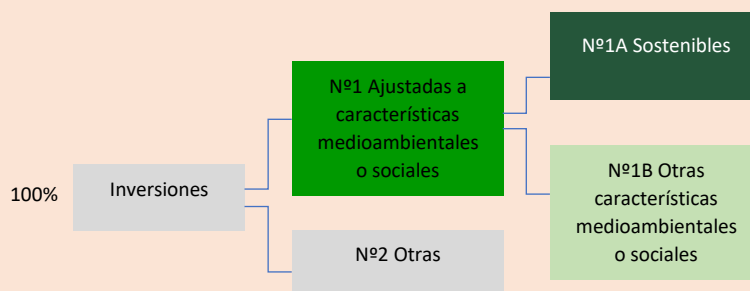 Nº1A Sostenibles
Nº1 Ajustadas a
características
medioambientales
o sociales
Nº1B Otras
características
medioambientales
o sociales
100%
Inversiones
Nº2 Otras